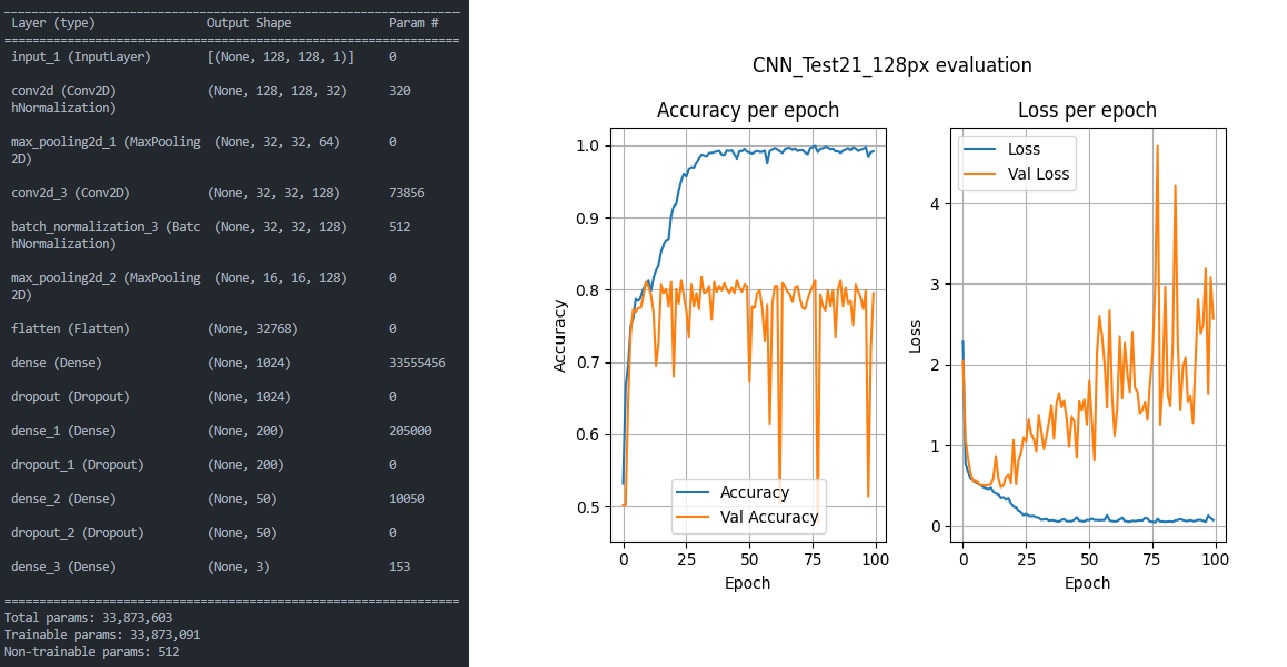 Layer (type) Output Shape Param #
input_1 (InputLayer) [(None, 128, 128, 1)] 0
conv2d (Conv2D) (None, 128, 128, 32) 320
hNormalization)
max_pooling2d_1 (MaxPooling (None, 32, 32, 64) 0
2D)
conv2d_3 (Conv2D) (None, 32, 32, 128) 73856
batch_normalization_3 (Batc (None, 32, 32, 128) 512
hNormalization)
max_pooling2d_2 (MaxPooling (None, 16, 16, 128) 0
2D)
flatten (Flatten) (None, 32768) 0
dense (Dense) (None, 1024) 33555456
dropout (Dropout) (None, 1024) 0
dense_1 (Dense) (None, 200) 205000
dropout_1 (Dropout) (None, 200) 0
dense_2 (Dense) (None, 50) 10050
dropout_2 (Dropout) (None, 50) 0
dense_3 (Dense) (None, 3) 153
Total params: 33,873,603
Trainable params: 33,873,091
Non-trainable params: 512
CNN_Test21_128px evaluation
Accuracy per epoch
1.0
0.9
0.8
0.7
0.6
0.5
Accuracy
Accuracy
Val Accuracy
0 25 50 75 100
Epoch
Loss per epoch
Loss
Val Loss
4
3
2
1
0
Loss
0 25 50 75 100
Epoch